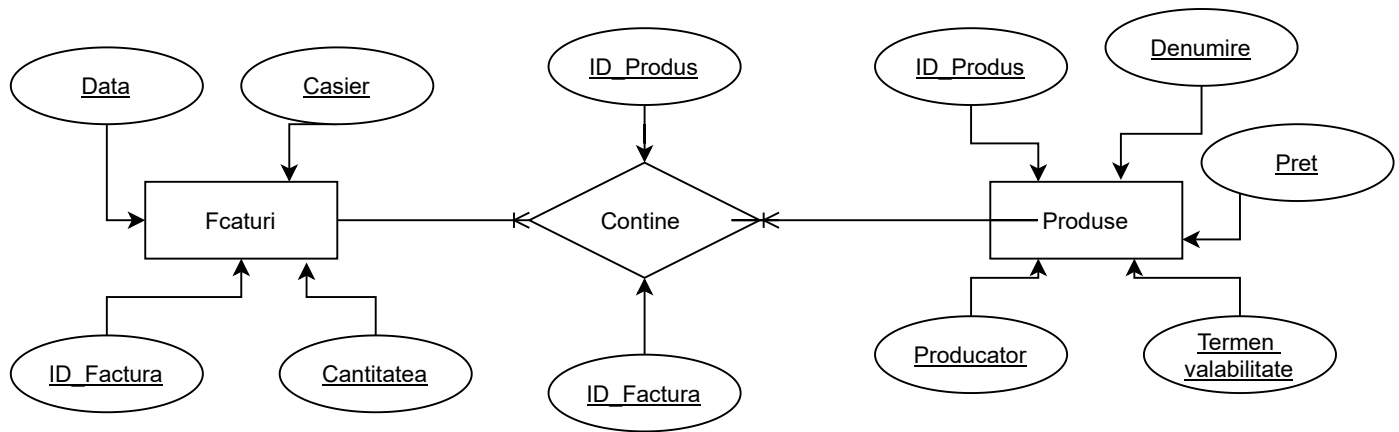 Denumire
ID_Produs
ID_Produs
Data
Casier
Pret
Fcaturi
Contine
Produse
ID_Factura
Cantitatea
ID_Factura
Producator
Termen
valabilitate